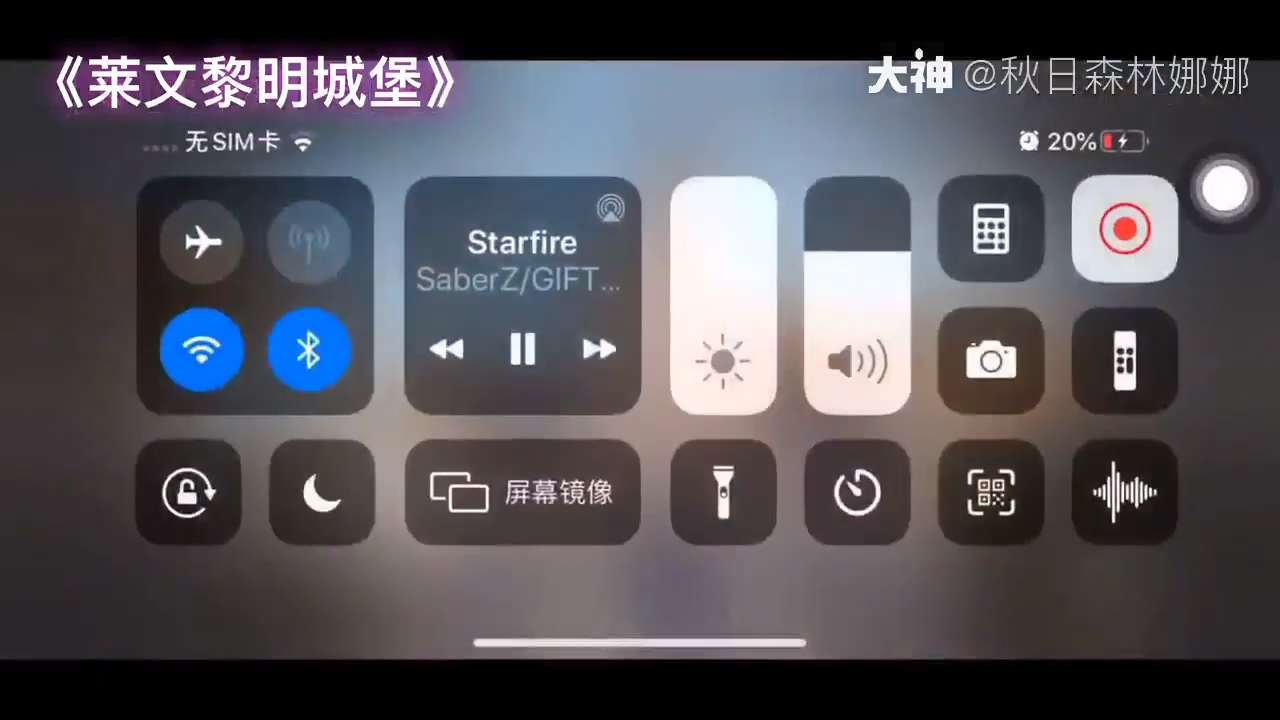 《莱文黎明城堡》
大神 @秋日森林娜娜
无SIM卡
20%
Starfire
SaberZ/GIFT...
屏幕镜像